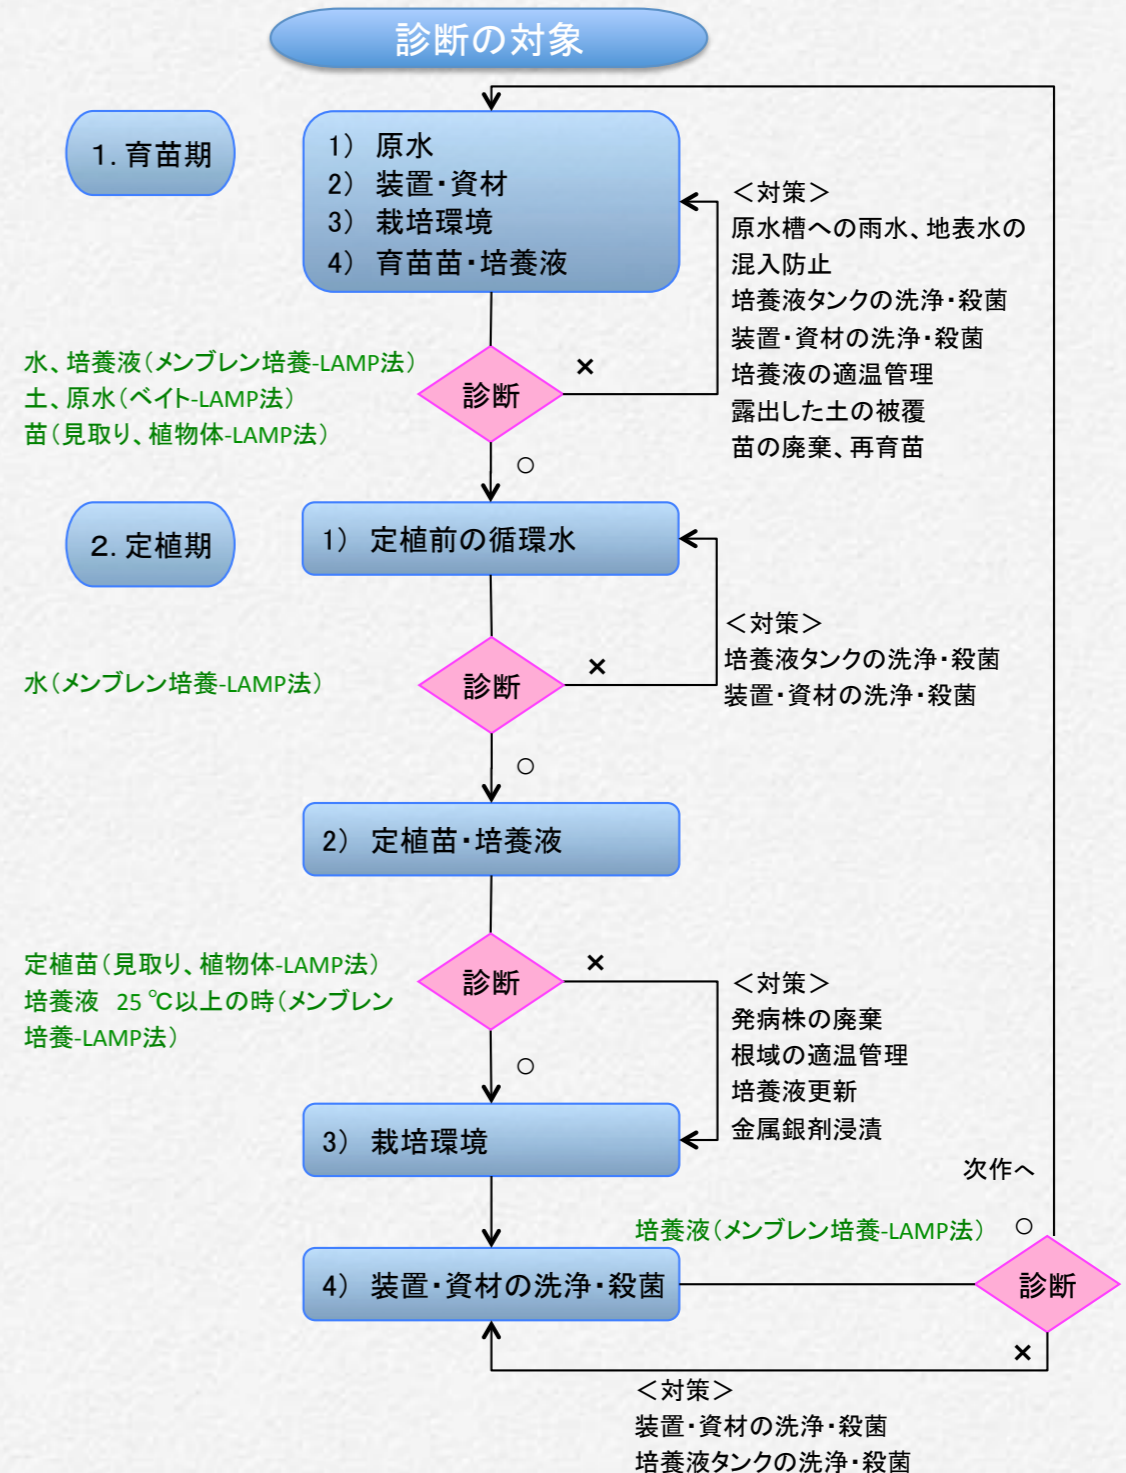 診断の対象
1. 育苗期
1) 原水
2) 装置・資材
3) 栽培環境
4) 育苗苗・培養液
<対策>
原水槽への雨水、地表水の
混入防止
培養液タンクの洗浄・殺菌
装置・資材の洗浄・殺菌
培養液の適温管理
露出した土の被覆
苗の廃棄、再育苗
水、培養液(メンブレン培養-LAMP法)
土、原水(ベイト-LAMP法)
苗(見取り、植物体-LAMP法)
診断
×
○
2. 定植期
1) 定植前の循環水
<対策>
培養液タンクの洗浄・殺菌
装置・資材の洗浄・殺菌
水(メンブレン培養-LAMP法)
診断
×
○
2) 定植苗・培養液
定植苗(見取り、植物体-LAMP法)
培養液 25 ℃以上の時(メンブレン
培養-LAMP法)
診断
×
○
<対策>
発病株の廃棄
根域の適温管理
培養液更新
金属銀剤浸漬
3) 栽培環境
次作へ
培養液(メンブレン培養-LAMP法)
○
4) 装置・資材の洗浄・殺菌
診断
×
<対策>
装置・資材の洗浄・殺菌
培養液タンクの洗浄・殺菌